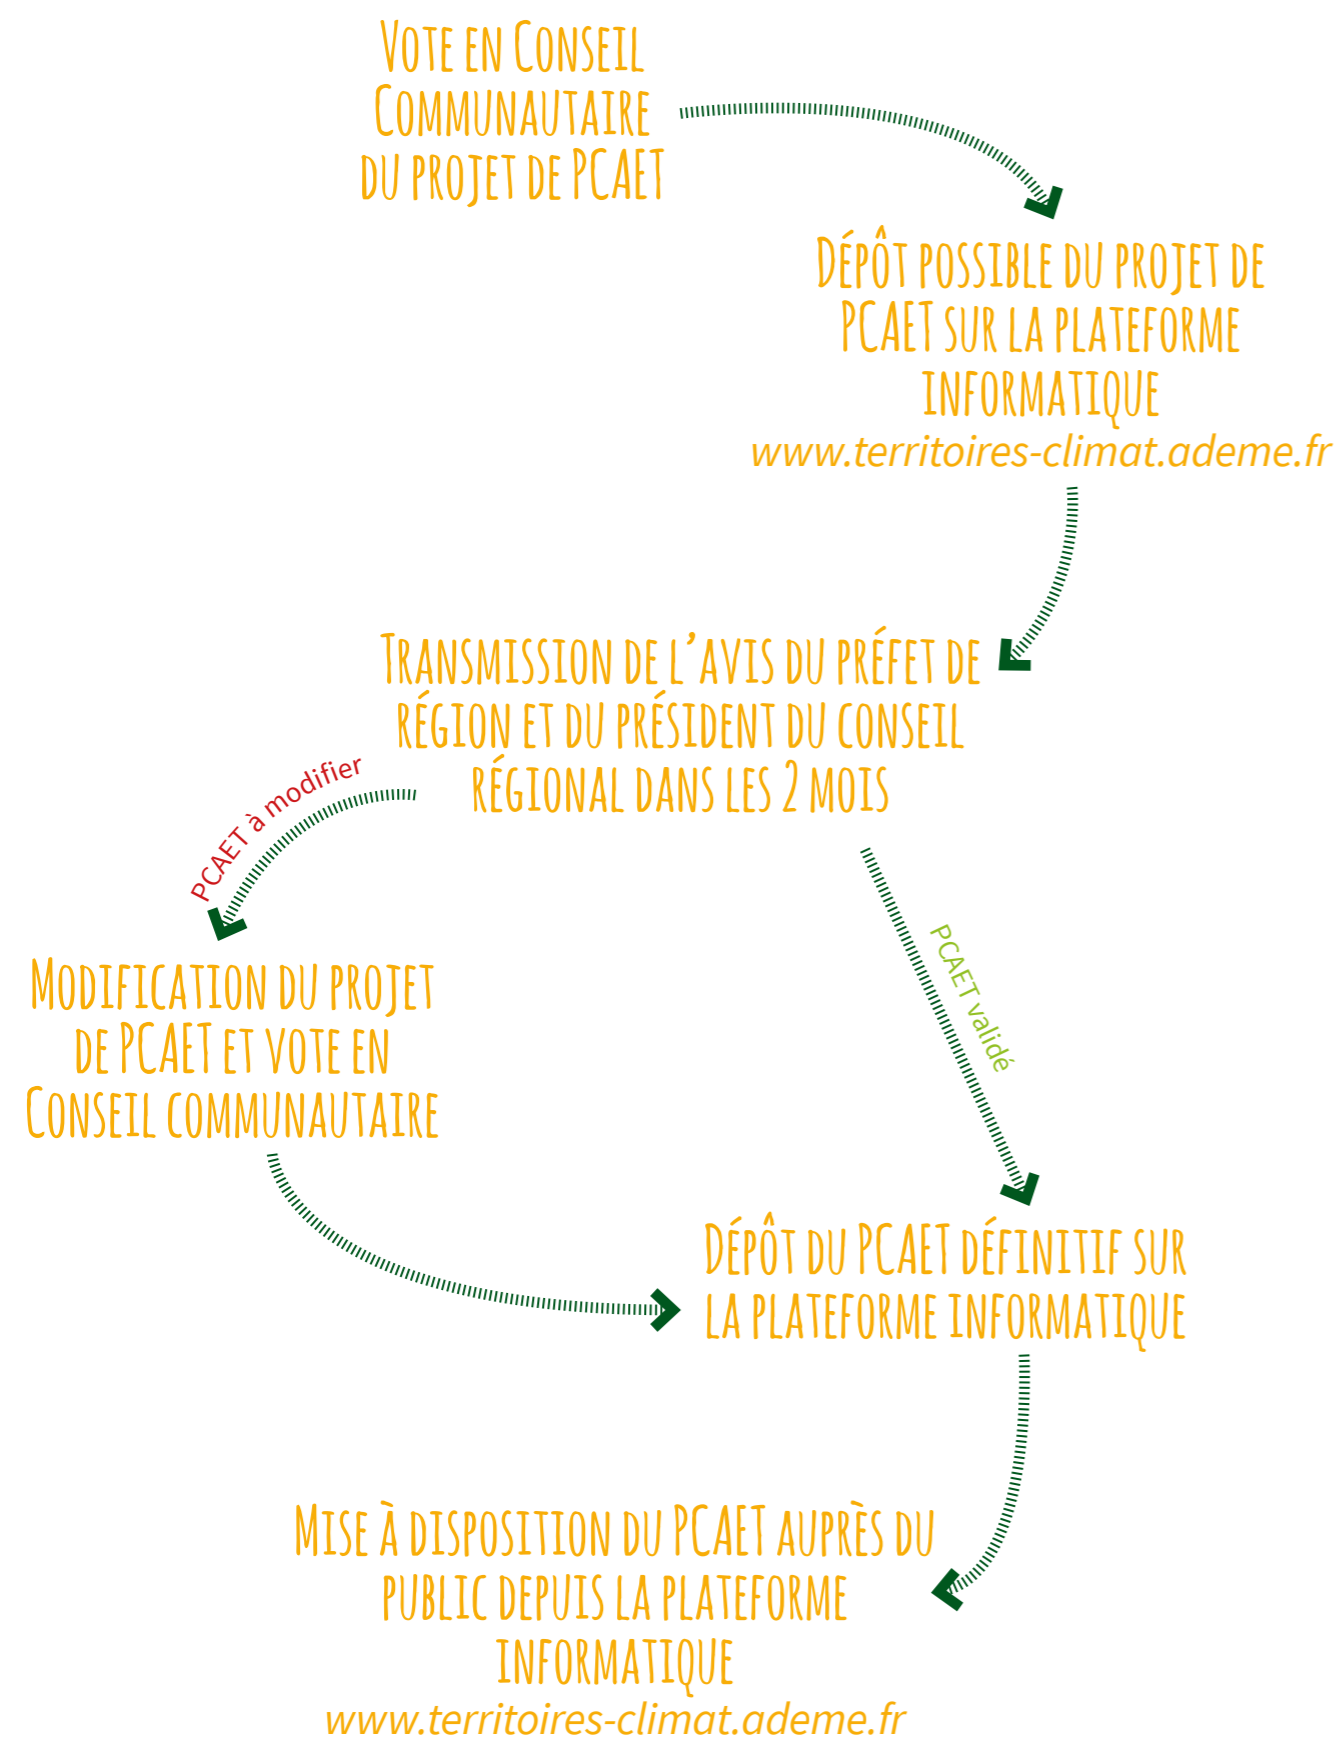 Vote en Conseil
Communautaire
du projet de PCAET
Dépôt possible du projet de
PCAET sur la plateforme
informatique
www.territoires-climat.ademe.fr
Transmission de l’avis du préfet de
région et du président du conseil
régional dans les 2 mois
PCAET à modifier
PCAET validé
Modification du projet
de PCAET et vote en
Conseil communautaire
Dépôt du PCAET définitif sur
la plateforme informatique
Mise à disposition du PCAET auprès du
public depuis la plateforme
informatique
www.territoires-climat.ademe.fr